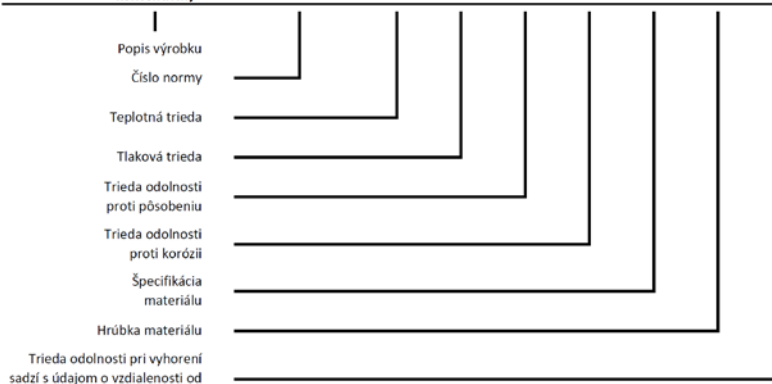 Popis výrobku
Číslo normy
Teplotná trieda
Tlaková trieda
Trieda odolnosti
proti pôsobeniu
Trieda odolnosti
proti korózii
Špecifikácia
materiálu
Hrúbka materiálu
Trieda odolnosti pri vyhorení
sadzí s údajom o vzdialenosti od